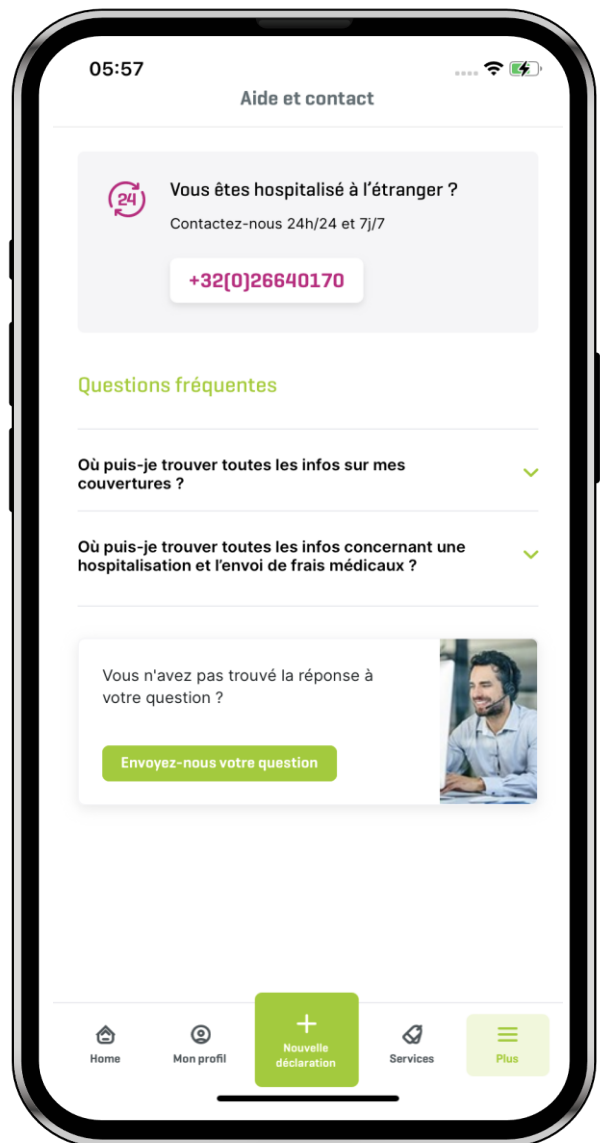 05:57
Aide et contact
24
Vous êtes hospitalisé à l'étranger ?
Contactez-nous 24h/24 et 7j/7
+32(0)26640170
Questions fréquentes
Où puis-je trouver toutes les infos sur mes
couvertures ?
Où puis-je trouver toutes les infos concernant une
hospitalisation et l'envoi de frais médicaux ?
Vous n'avez pas trouvé la réponse à
votre question ?
Envoyez-nous votre question
Home
Mon profil
Nouvelle
déclaration
Services
Plus